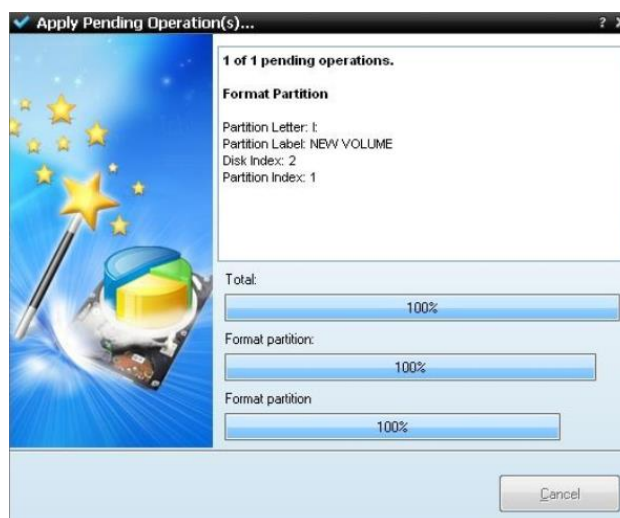 Apply Pending Operation(s)...
1 of 1 pending operations.
Format Partition
Partition Letter: I:
Partition Label: NEW VOLUME
Disk Index: 2
Partition Index: 1
Total:
100%
Format partition:
100%
Format partition
100%
Cancel